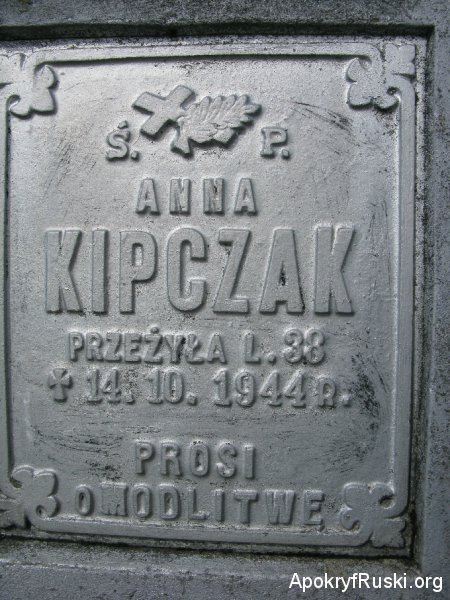 Ś. P.
ANNA
KIPCZAK
PRZEŻYŁA L. 38
✝ 14. 10. 1944 R.
PROSI
O MODLITWE
ApokryfRuski.org